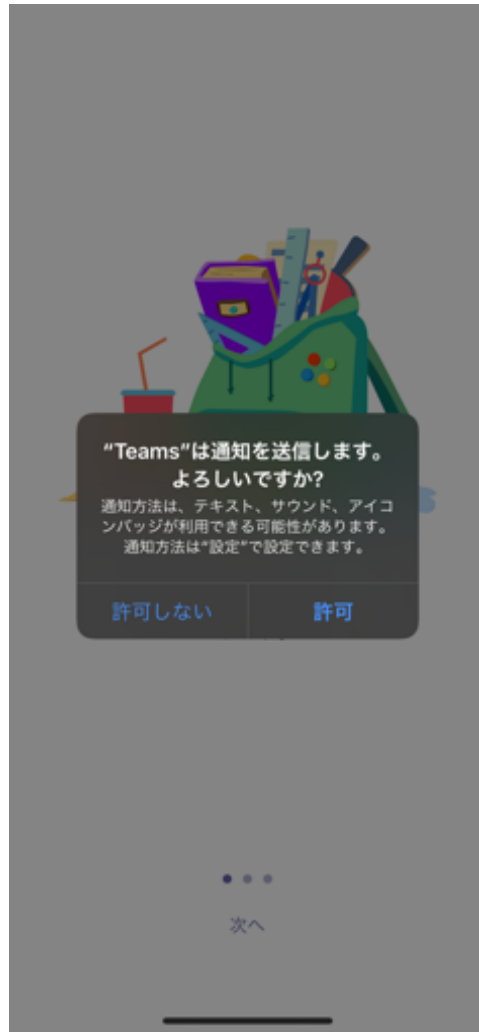 “Teams”は通知を送信します。
よろしいですか?
通知方法は、テキスト、サウンド、アイコ
ンバッジが利用できる可能性があります。
通知方法は“設定”で設定できます。
許可しない
許可
次へ